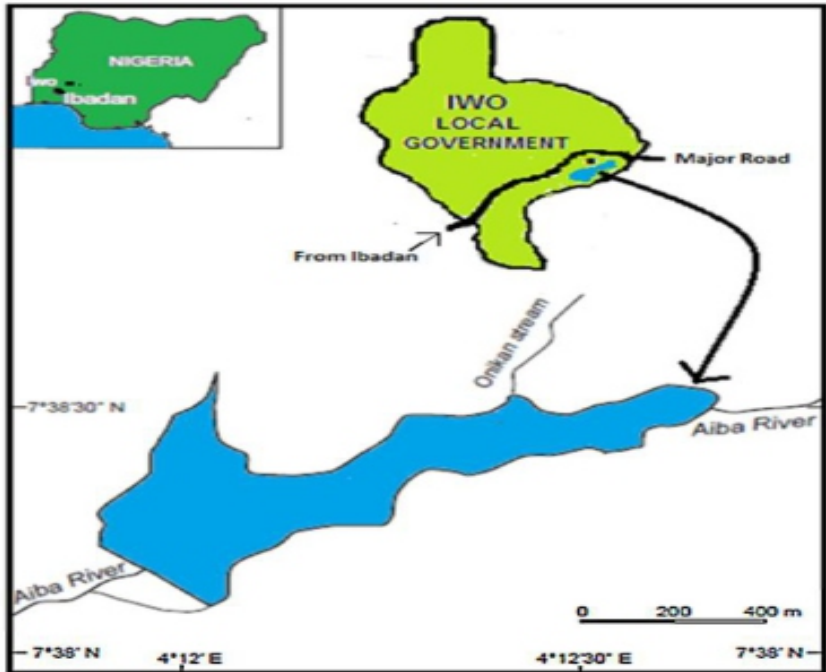 NIGERIA
Iwo
Ibadan
IWO
LOCAL
GOVERNMENT
Major Road
From Ibadan
Onikan stream
7°38'30" N
Aiba River
Aiba River
0 200 400 m
7°38' N
4°12' E
4°12'30" E
7°38' N